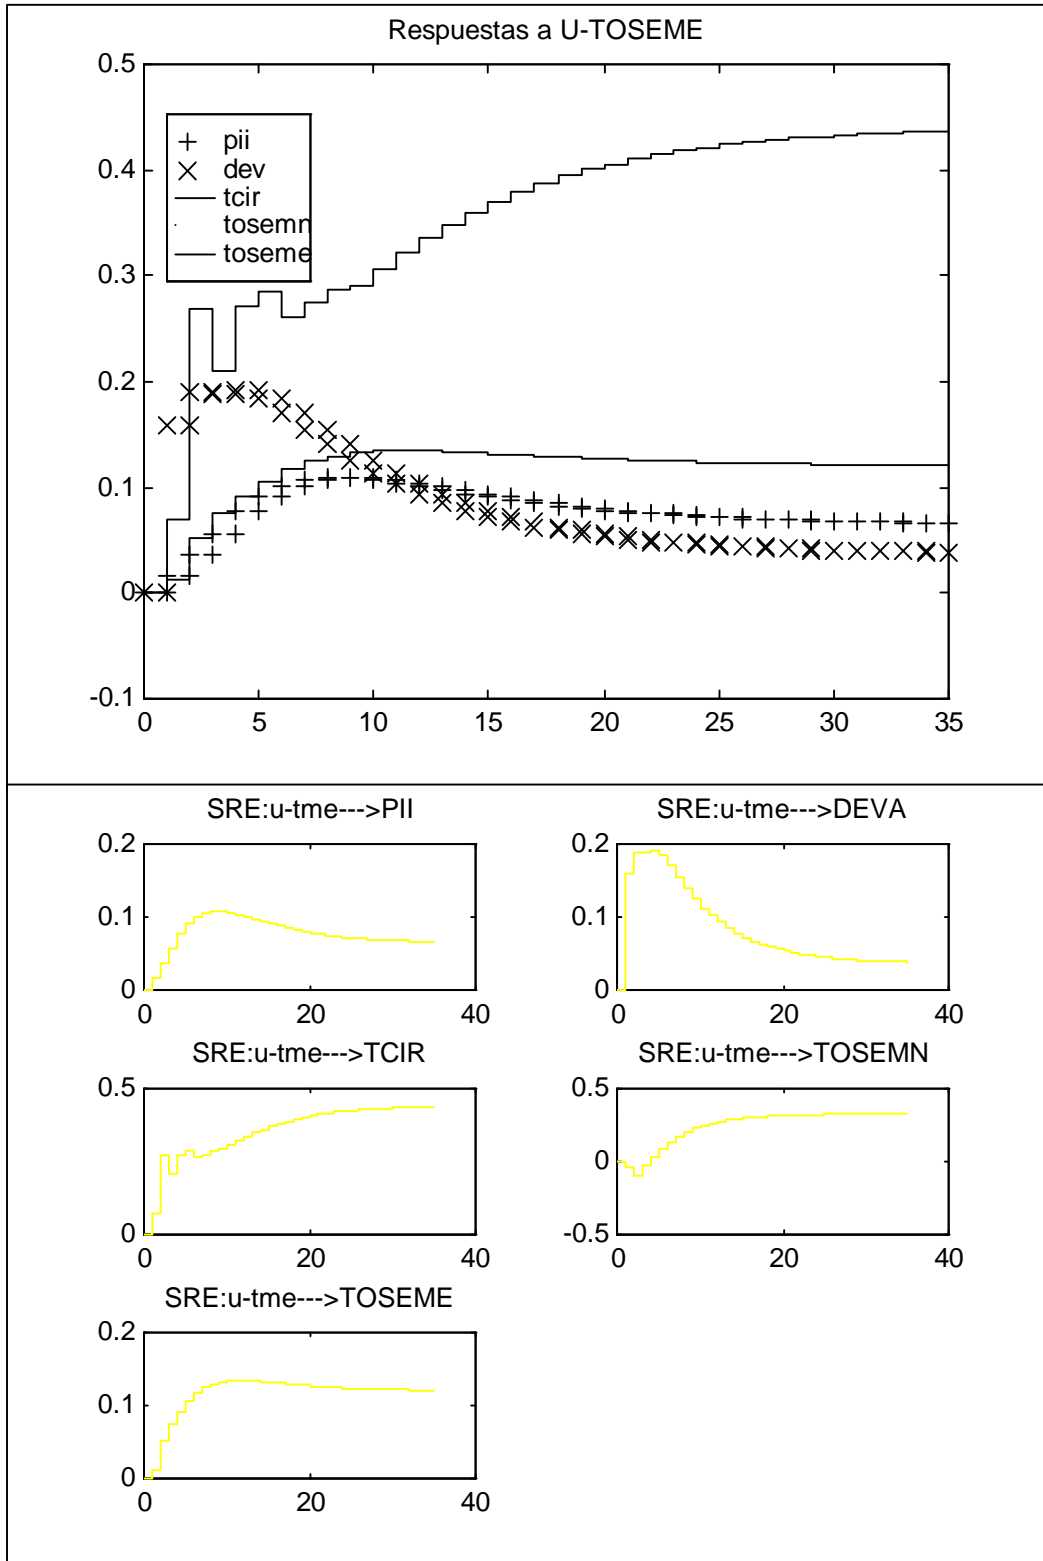 Respuestas a U-TOSEME
0.5
0.4
0.3
0.2
0.1
0
-0.1
pii
dev
tcir
tosemn
toseme
0 5 10 15 20 25 30 35
SRE:u-tme--->PII
0.2
0.1
0
0 20 40
SRE:u-tme--->DEVA
0.2
0.1
0
0 20 40
SRE:u-tme--->TCIR
0.5
0
0 20 40
SRE:u-tme--->TOSEMN
0.5
0
-0.5
0 20 40
SRE:u-tme--->TOSEME
0.2
0.1
0
0 20 40